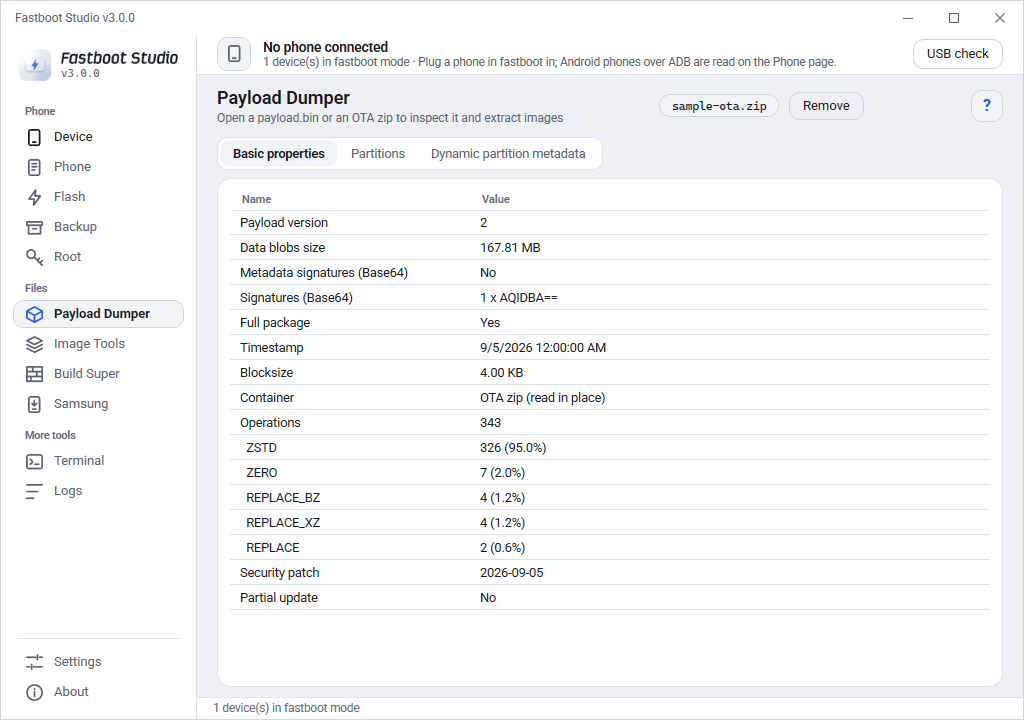 Fastboot Studio v3.0.0
Fastboot Studio
v3.0.0
Phone
Device
Phone
Flash
Backup
Root
Files
Payload Dumper
Image Tools
Build Super
Samsung
More tools
Terminal
Logs
Settings
About
No phone connected
1 device(s) in fastboot mode · Plug a phone in fastboot in; Android phones over ADB are read on the Phone page.
USB check
Payload Dumper
Open a payload.bin or an OTA zip to inspect it and extract images
sample-ota.zip
Remove
?
Basic properties Partitions Dynamic partition metadata
Name Value
Payload version 2
Data blobs size 167.81 MB
Metadata signatures (Base64) No
Signatures (Base64) 1 x AQIDBA==
Full package Yes
Timestamp 9/5/2026 12:00:00 AM
Blocksize 4.00 KB
Container OTA zip (read in place)
Operations 343
ZSTD 326 (95.0%)
ZERO 7 (2.0%)
REPLACE_BZ 4 (1.2%)
REPLACE_XZ 4 (1.2%)
REPLACE 2 (0.6%)
Security patch 2026-09-05
Partial update No
1 device(s) in fastboot mode